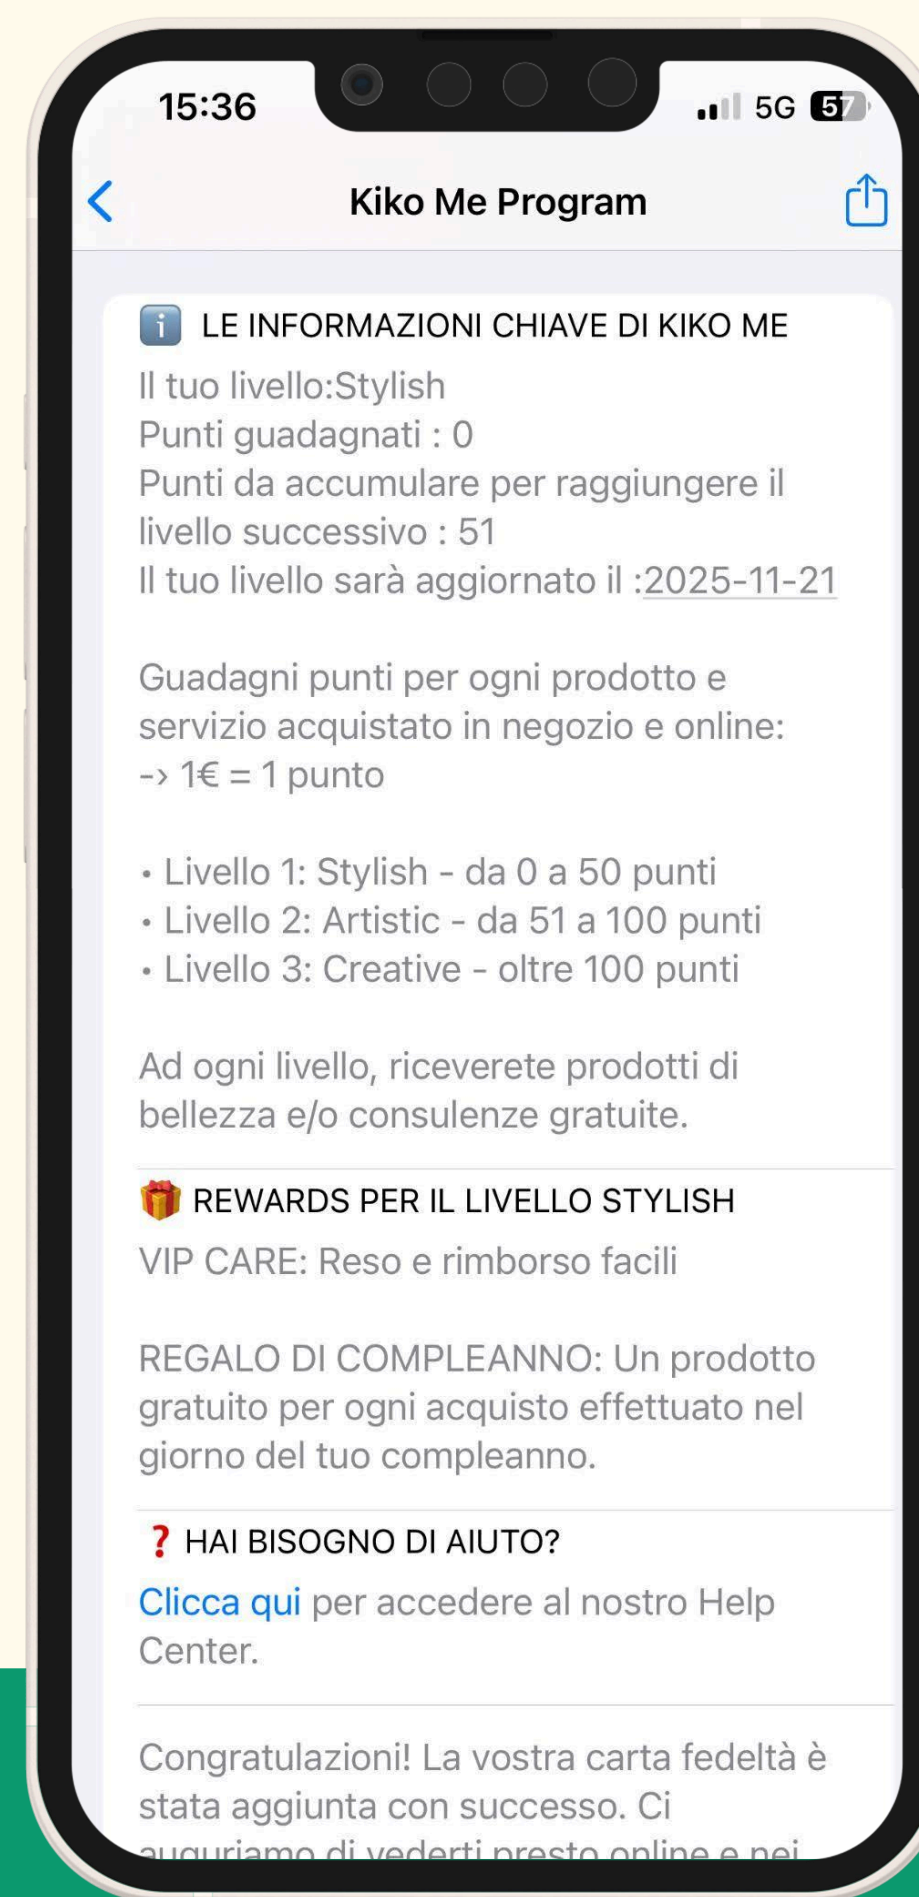 15:36
5G 57
Kiko Me Program
ℹ️ LE INFORMAZIONI CHIAVE DI KIKO ME
Il tuo livello:Stylish
Punti guadagnati : 0
Punti da accumulare per raggiungere il
livello successivo : 51
Il tuo livello sarà aggiornato il :2025-11-21
Guadagni punti per ogni prodotto e
servizio acquistato in negozio e online:
-› 1€ = 1 punto
• Livello 1: Stylish - da 0 a 50 punti
• Livello 2: Artistic - da 51 a 100 punti
• Livello 3: Creative - oltre 100 punti
Ad ogni livello, riceverete prodotti di
bellezza e/o consulenze gratuite.
🎁 REWARDS PER IL LIVELLO STYLISH
VIP CARE: Reso e rimborso facili
REGALO DI COMPLEANNO: Un prodotto
gratuito per ogni acquisto effettuato nel
giorno del tuo compleanno.
❓ HAI BISOGNO DI AIUTO?
Clicca qui per accedere al nostro Help
Center.
Congratulazioni! La vostra carta fedeltà è
stata aggiunta con successo. Ci
auguriamo di vederti presto online e nei